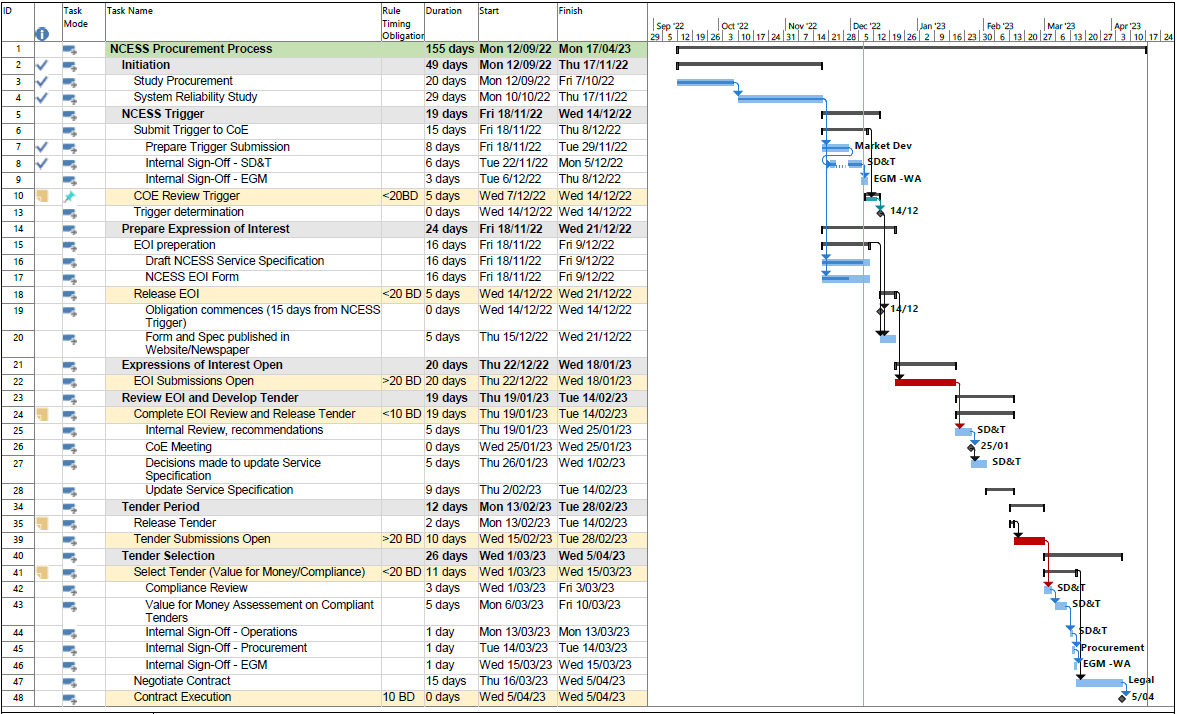 ID Task Mode Task Name Rule Timing Obligation Duration Start Finish
Sep '22 Oct '22 Nov '22 Dec '22 Jan '23 Feb '23 Mar '23 Apr '23
29 5 12 19 26 3 10 17 24 31 7 14 21 28 5 12 19 26 2 9 16 23 30 6 13 20 27 6 13 20 27 3 10 17 24
1 NCESS Procurement Process 155 days Mon 12/09/22 Mon 17/04/23
2 Initiation 49 days Mon 12/09/22 Thu 17/11/22
3 Study Procurement 20 days Mon 12/09/22 Fri 7/10/22
4 System Reliability Study 29 days Mon 10/10/22 Thu 17/11/22
5 NCESS Trigger 19 days Fri 18/11/22 Wed 14/12/22
6 Submit Trigger to CoE 15 days Fri 18/11/22 Thu 8/12/22
7 Prepare Trigger Submission 8 days Fri 18/11/22 Tue 29/11/22 Market Dev
8 Internal Sign-Off - SD&T 6 days Tue 22/11/22 Mon 5/12/22 SD&T
9 Internal Sign-Off - EGM 3 days Tue 6/12/22 Thu 8/12/22 EGM -WA
10 COE Review Trigger <20BD 5 days Wed 7/12/22 Wed 14/12/22
13 Trigger determination 0 days Wed 14/12/22 Wed 14/12/22 14/12
14 Prepare Expression of Interest 24 days Fri 18/11/22 Wed 21/12/22
15 EOI preperation 16 days Fri 18/11/22 Fri 9/12/22
16 Draft NCESS Service Specification 16 days Fri 18/11/22 Fri 9/12/22
17 NCESS EOI Form 16 days Fri 18/11/22 Fri 9/12/22
18 Release EOI <20 BD 5 days Wed 14/12/22 Wed 21/12/22
19 Obligation commences (15 days from NCESS 0 days Wed 14/12/22 Wed 14/12/22 14/12
Trigger)
20 Form and Spec published in 5 days Thu 15/12/22 Wed 21/12/22
Website/Newspaper
21 Expressions of Interest Open 20 days Thu 22/12/22 Wed 18/01/23
22 EOI Submissions Open >20 BD 20 days Thu 22/12/22 Wed 18/01/23
23 Review EOI and Develop Tender 19 days Thu 19/01/23 Tue 14/02/23
24 Complete EOI Review and Release Tender <10 BD 19 days Thu 19/01/23 Tue 14/02/23
25 Internal Review, recommendations 5 days Thu 19/01/23 Wed 25/01/23 SD&T
26 CoE Meeting 0 days Wed 25/01/23 Wed 25/01/23 25/01
27 Decisions made to update Service 5 days Thu 26/01/23 Wed 1/02/23 SD&T
Specification
28 Update Service Specification 9 days Thu 2/02/23 Tue 14/02/23
34 Tender Period 12 days Mon 13/02/23 Tue 28/02/23
35 Release Tender 2 days Mon 13/02/23 Tue 14/02/23
39 Tender Submissions Open >20 BD 10 days Wed 15/02/23 Tue 28/02/23
40 Tender Selection 26 days Wed 1/03/23 Wed 5/04/23
41 Select Tender (Value for Money/Compliance) <20 BD 11 days Wed 1/03/23 Wed 15/03/23
42 Compliance Review 3 days Wed 1/03/23 Fri 3/03/23 SD&T
43 Value for Money Assessement on Compliant 5 days Mon 6/03/23 Fri 10/03/23 SD&T
Tenders
44 Internal Sign-Off - Operations 1 day Mon 13/03/23 Mon 13/03/23 SD&T
45 Internal Sign-Off - Procurement 1 day Tue 14/03/23 Tue 14/03/23 Procurement
46 Internal Sign-Off - EGM 1 day Wed 15/03/23 Wed 15/03/23 EGM -WA
47 Negotiate Contract 15 days Thu 16/03/23 Wed 5/04/23 Legal
48 Contract Execution 10 BD 0 days Wed 5/04/23 Wed 5/04/23 5/04